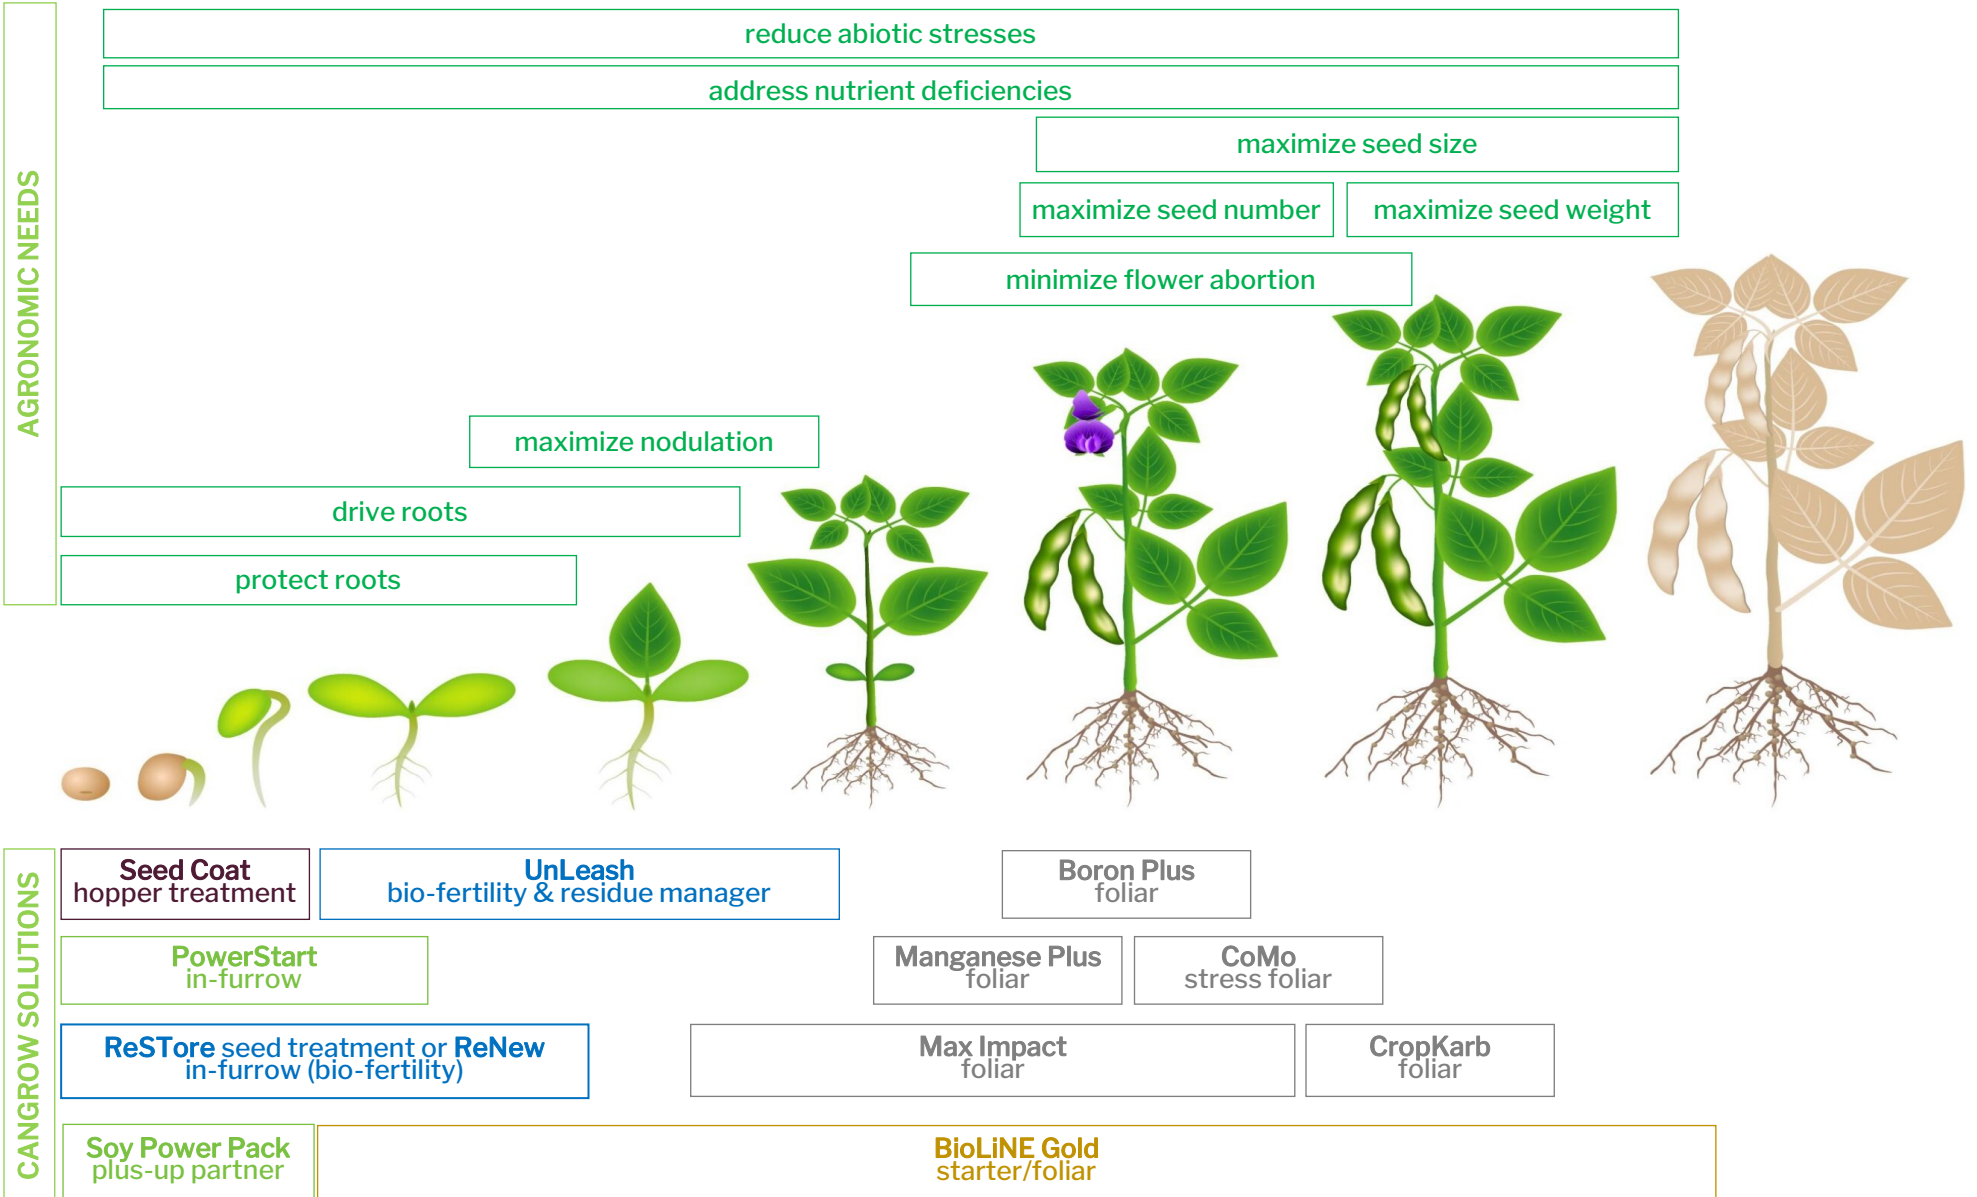 AGRONOMIC NEEDS
reduce abiotic stresses
address nutrient deficiencies
maximize seed size
maximize seed number
maximize seed weight
minimize flower abortion
maximize nodulation
drive roots
protect roots
CANGROW SOLUTIONS
Seed Coat
hopper treatment
UnLeash
bio-fertility & residue manager
Boron Plus
foliar
PowerStart
in-furrow
Manganese Plus
foliar
CoMo
stress foliar
ReSTore seed treatment or ReNew
in-furrow (bio-fertility)
Max Impact
foliar
CropKarb
foliar
Soy Power Pack
plus-up partner
BioLiNE Gold
starter/foliar